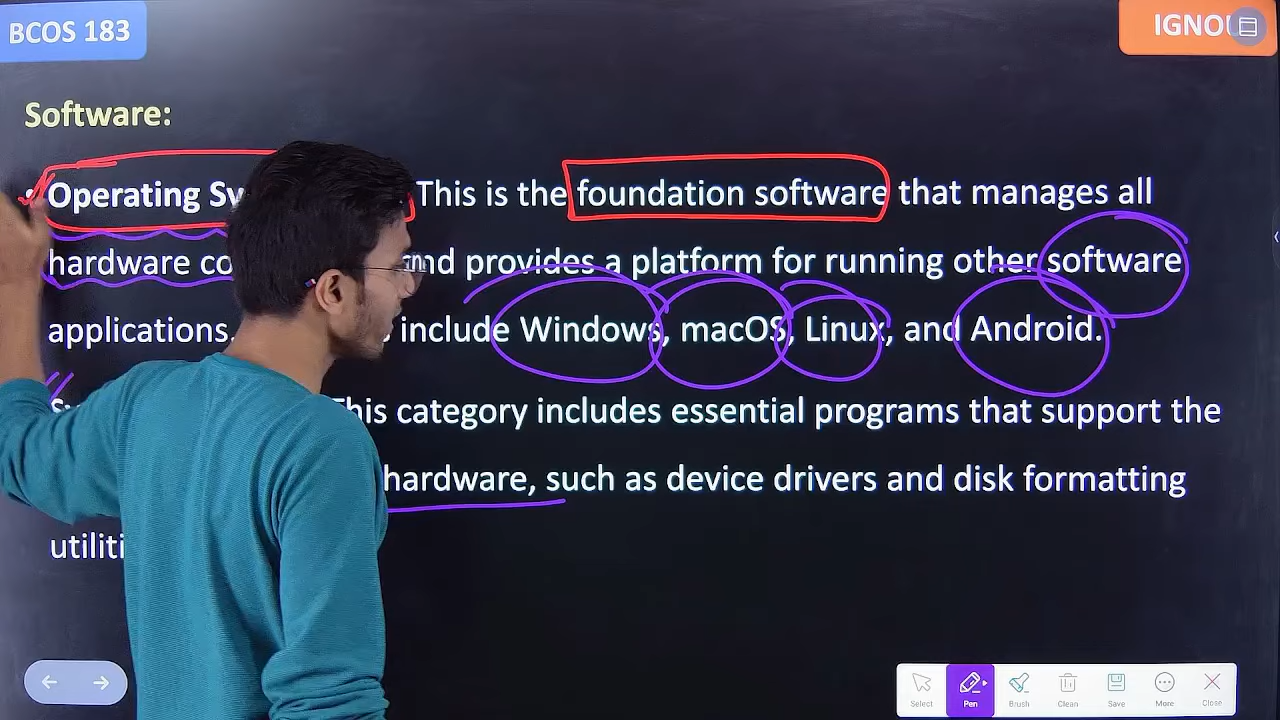 BCOS 183
IGNOU
Software:
Operating Sy This is the foundation software that manages all
hardware co and provides a platform for running other software
applications. include Windows, macOS, Linux, and Android.
This category includes essential programs that support the
hardware, such as device drivers and disk formatting
utiliti
Select Pen Brush Clean Save More Close